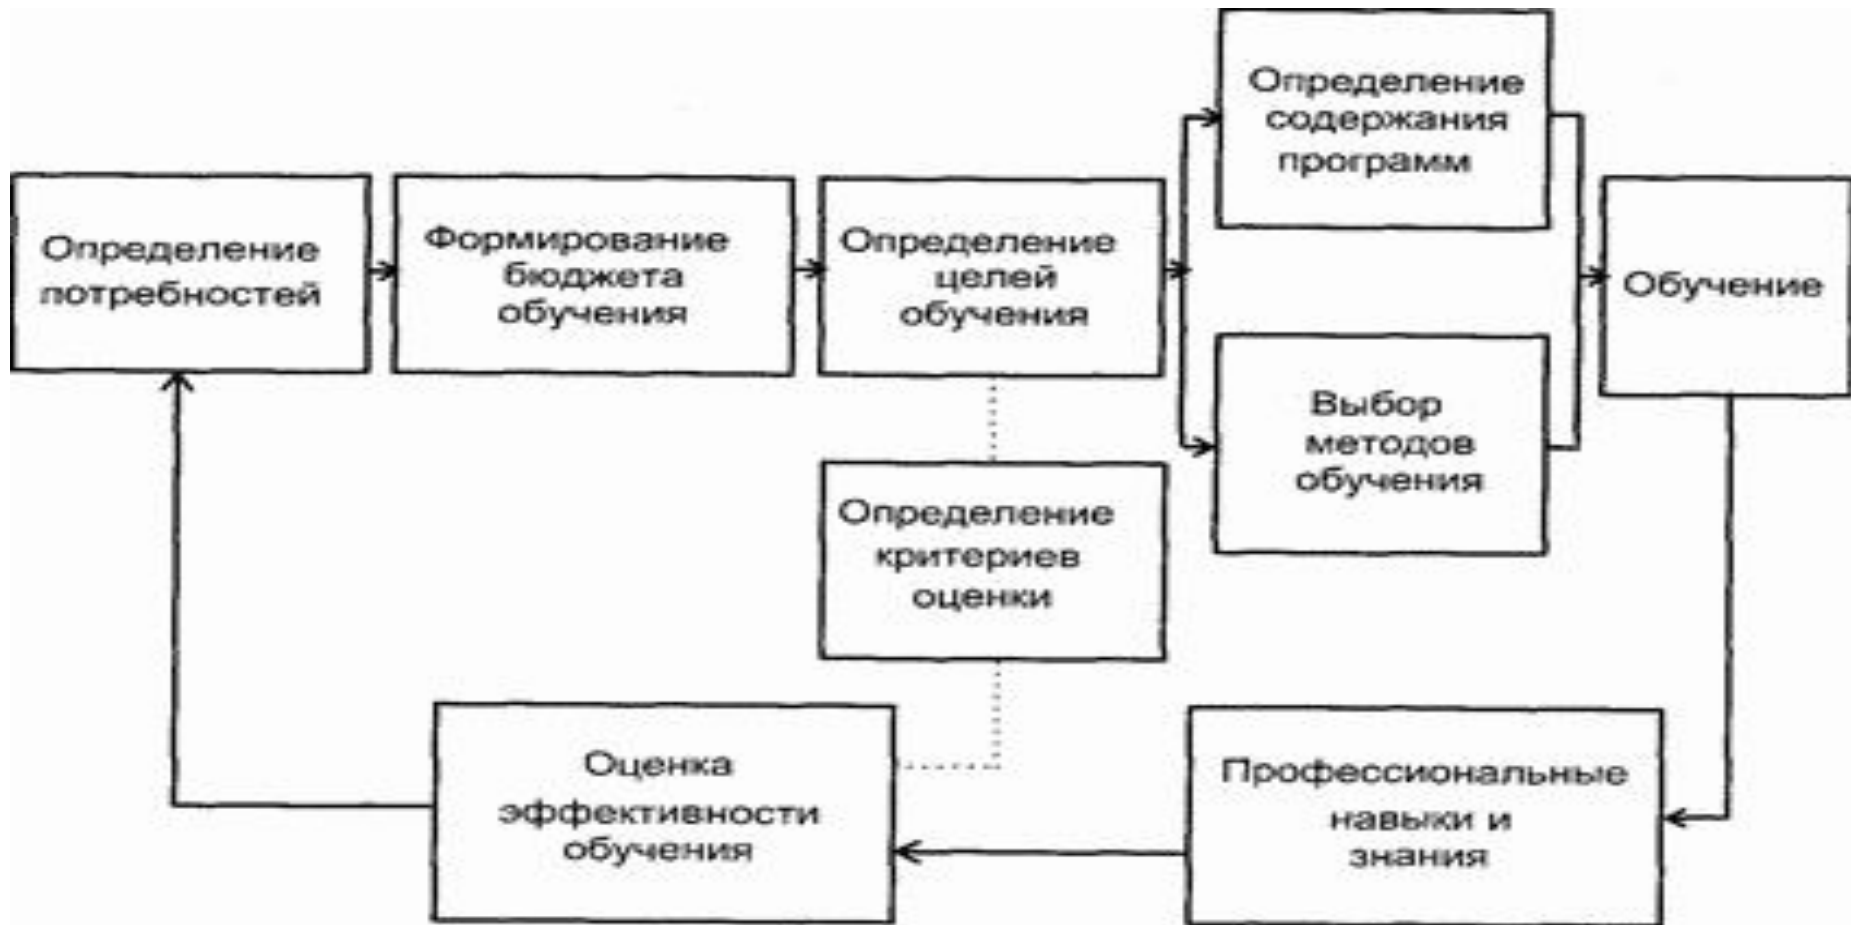 Определение
потребностей
Формирование
бюджета
обучения
Определение
целей
обучения
Определение
содержания
программ
Выбор
методов
обучения
Обучение
Определение
критериев
оценки
Оценка
эффективности
обучения
Профессиональные
навыки и
знания